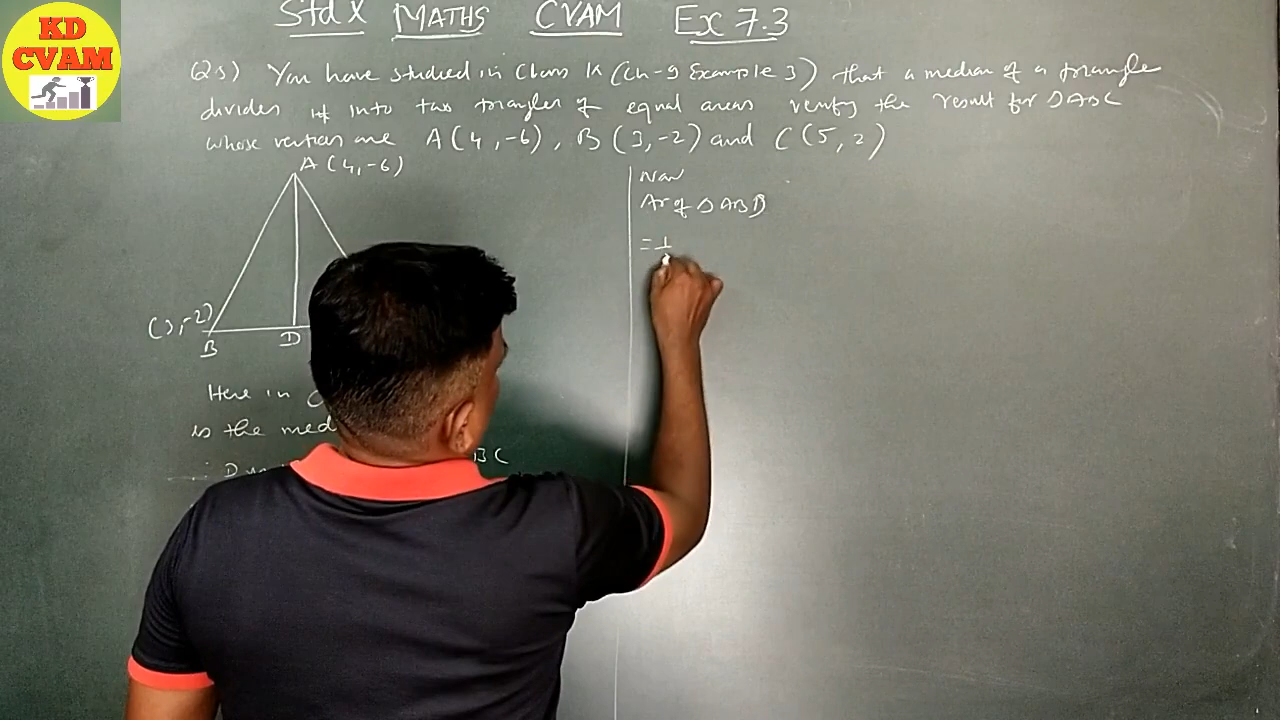 KD
CVAM
Std X MATHS CVAM Ex 7.3
Q5) You have studied in Class IX (Ch-9 Example 3) that a median of a triangle
divides it into two triangles of equal areas verify the result for △ABC
whose vertices are A(4,-6), B(3,-2) and C(5,2)
A(4,-6)
(3,-2)
B
D
Here in
is the med
∴ D
BC
Now
Ar of △ABD
= 1